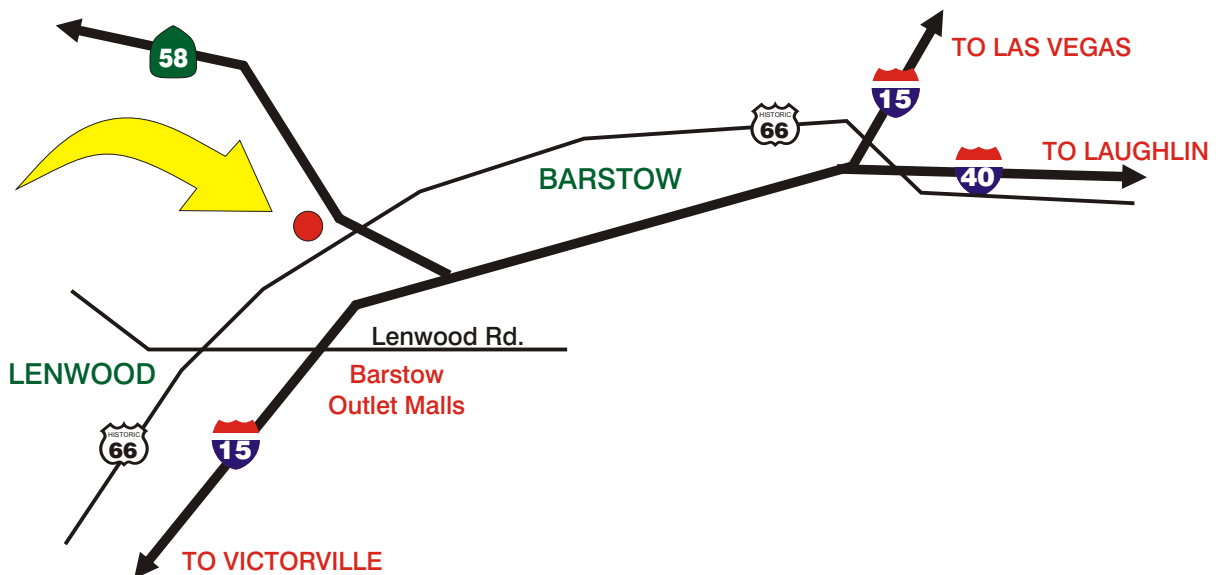 58
TO LAS VEGAS
15
HISTORIC
66
TO LAUGHLIN
40
BARSTOW
Lenwood Rd.
LENWOOD
Barstow
Outlet Malls
HISTORIC
66
15
TO VICTORVILLE